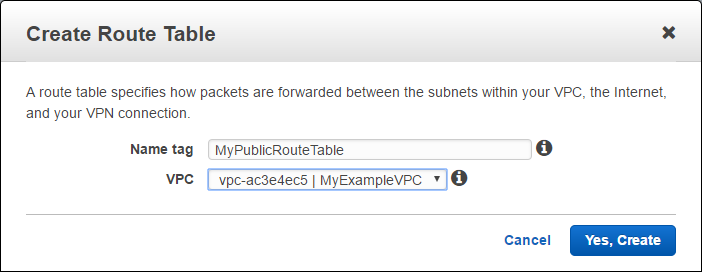 Create Route Table
A route table specifies how packets are forwarded between the subnets within your VPC, the Internet,
and your VPN connection.
Name tag MyPublicRouteTable
VPC vpc-ac3e4ec5 | MyExampleVPC
Cancel Yes, Create